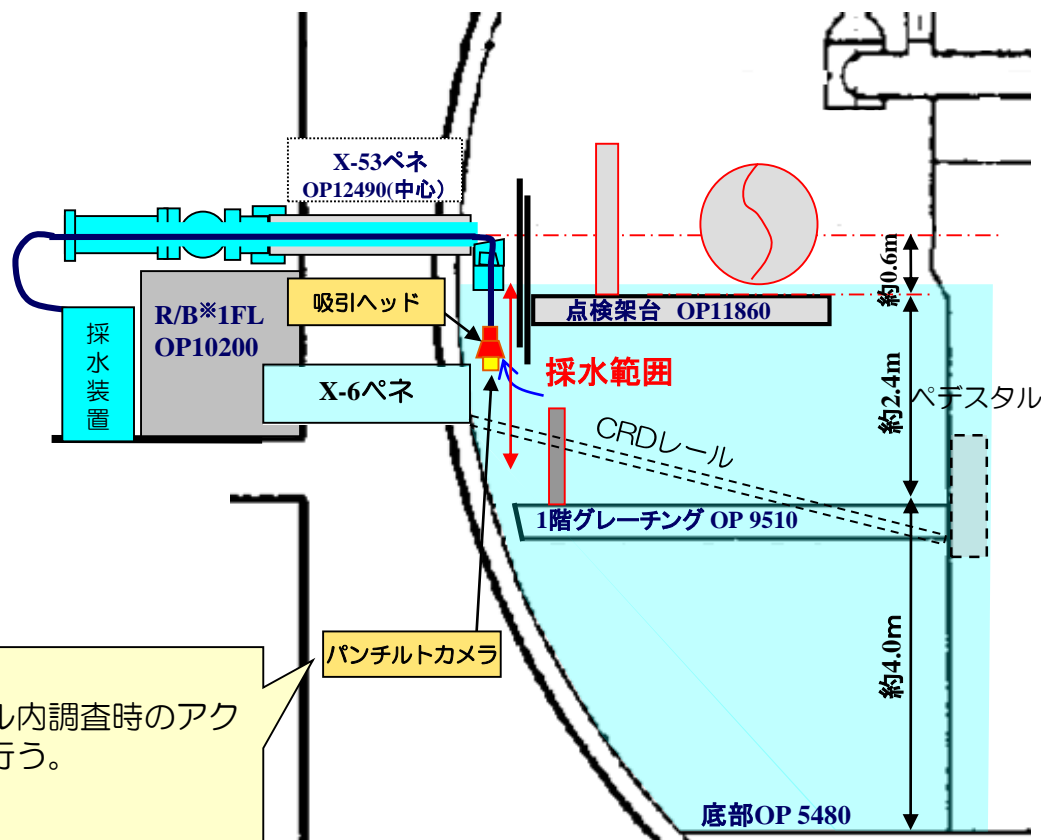 X-53ペネ
OP12490(中心)
約0.6m
吸引ヘッド
点検架台 OP11860
R/B※1FL
OP10200
採水装置
採水範囲
X-6ペネ
約2.4m
ペデスタル
CRDレール
1階グレーチング OP 9510
パンチルトカメラ
約4.0m
ル内調査時のアク
行う。
底部OP 5480